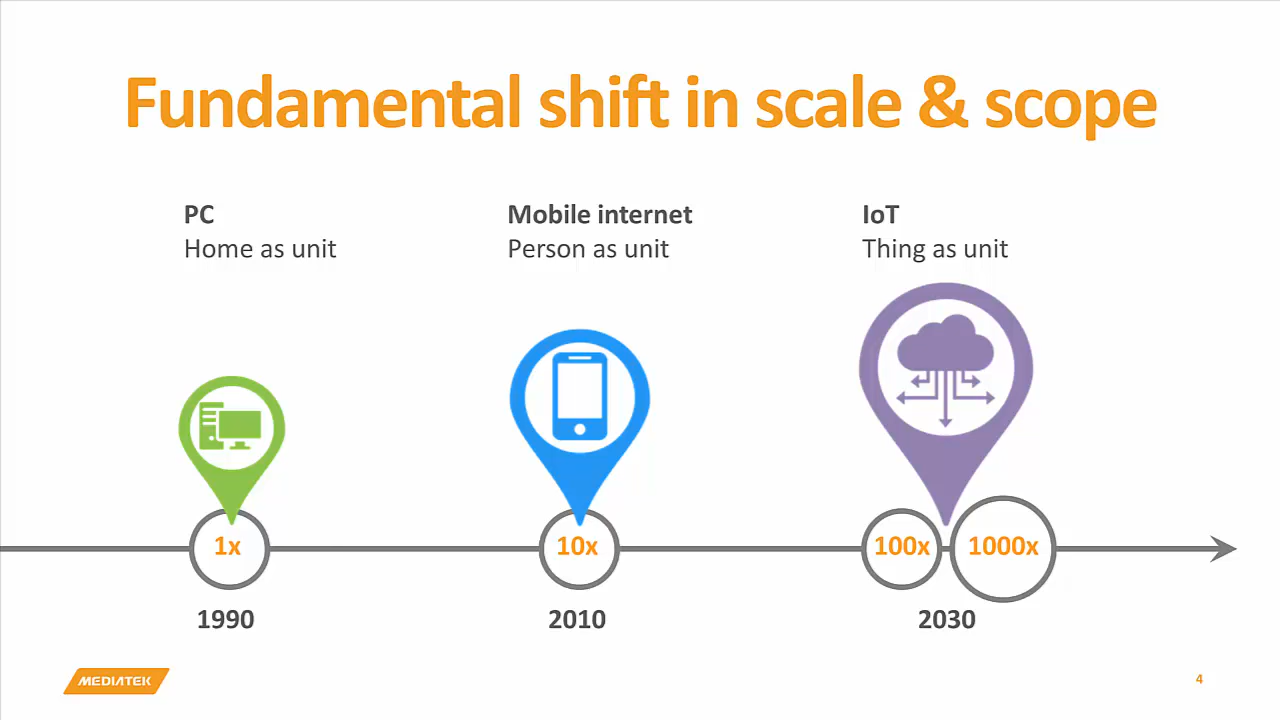 Fundamental shift in scale & scope
PC
Home as unit
Mobile internet
Person as unit
IoT
Thing as unit
1x
10x
100x
1000x
1990
2010
2030
MEDIATEK
4